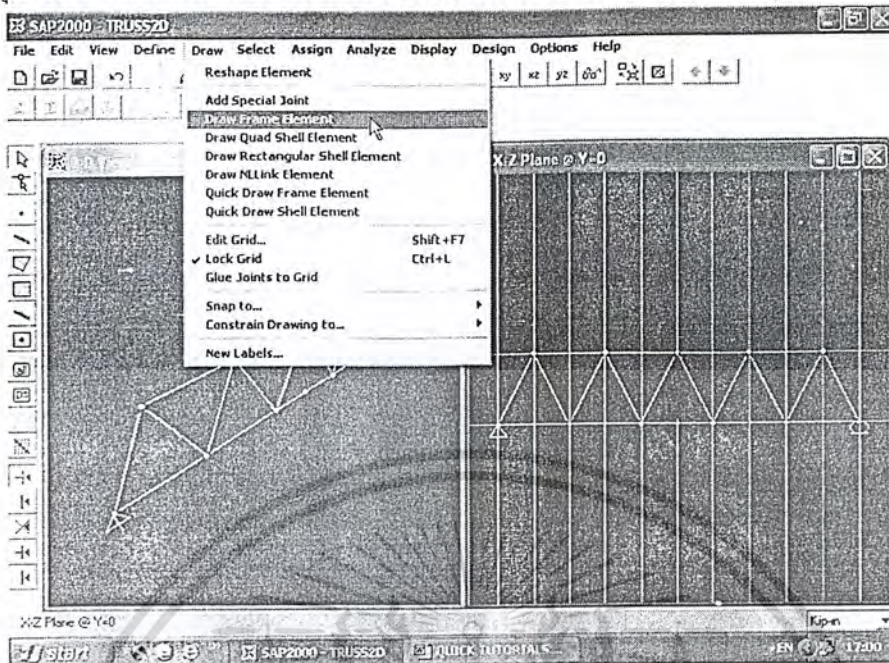 SAP2000 - TRUSS2D
File Edit View Define Draw Select Assign Analyze Display Design Options Help
Reshape Element
xy xz yz
Add Special Joint
Draw Frame Element
Draw Quad Shell Element
Draw Rectangular Shell Element
Draw NLLink Element
Quick Draw Frame Element
Quick Draw Shell Element
Edit Grid... Shift+F7
Lock Grid Ctrl+L
Glue Joints to Grid
Snap to...
Constrain Drawing to...
New Labels...
X-Z Plane @ Y=0
X-Z Plane @ Y=0
Kip-in
start
SAP2000 - TRUSS2D
QUICK TUTORIALS...
EN
17:00